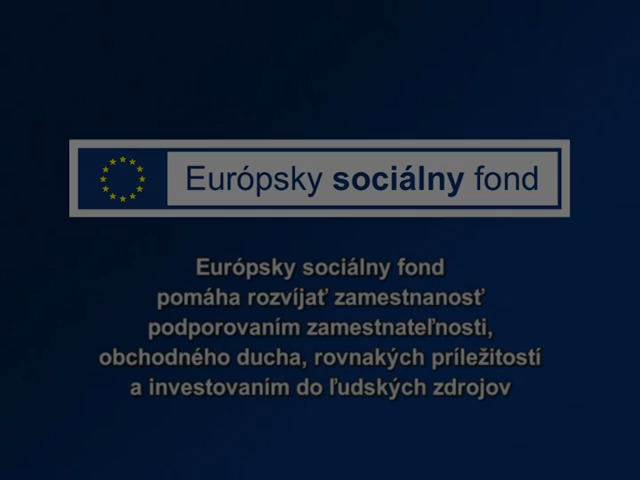 Európsky sociálny fond
Európsky sociálny fond
pomáha rozvíjať zamestnanosť
podporovaním zamestnateľnosti,
obchodného ducha, rovnakých príležitostí
a investovaním do ľudských zdrojov